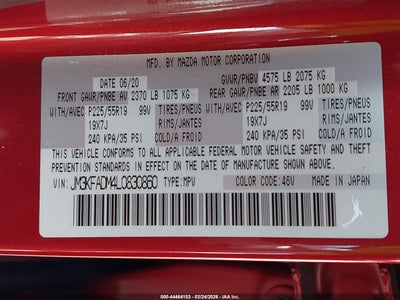 MFD. BY MAZDA MOTOR CORPORATION
DATE 06/20 GVWR/PNBV 4575 LB 2075 KG
FRONT GAWR/PNBE AV 2370 LB 1075 KG REAR GAWR/PNBE AR 2205 LB 1000 KG
WITH/AVEC P225/55R19 99V TIRES/PNEUS WITH/AVEC P225/55R19 99V TIRES/PNEUS
19X7J RIMS/JANTES 19X7J RIMS/JANTES
240 KPA/35 PSI COLD/A FROID 240 KPA/35 PSI COLD/A FROID
THIS VEHICLE CONFORMS TO ALL APPLICABLE FEDERAL MOTOR VEHICLE SAFETY AND THEFT
PREVENTION STANDARDS IN EFFECT ON THE DATE OF MANUFACTURE SHOWN ABOVE.
VIN: JM3KFADM4L0830850 TYPE:MPV COLOR CODE:46V MADE IN JAPAN
000-44464153 - 02/24/2026 - IAA Inc.